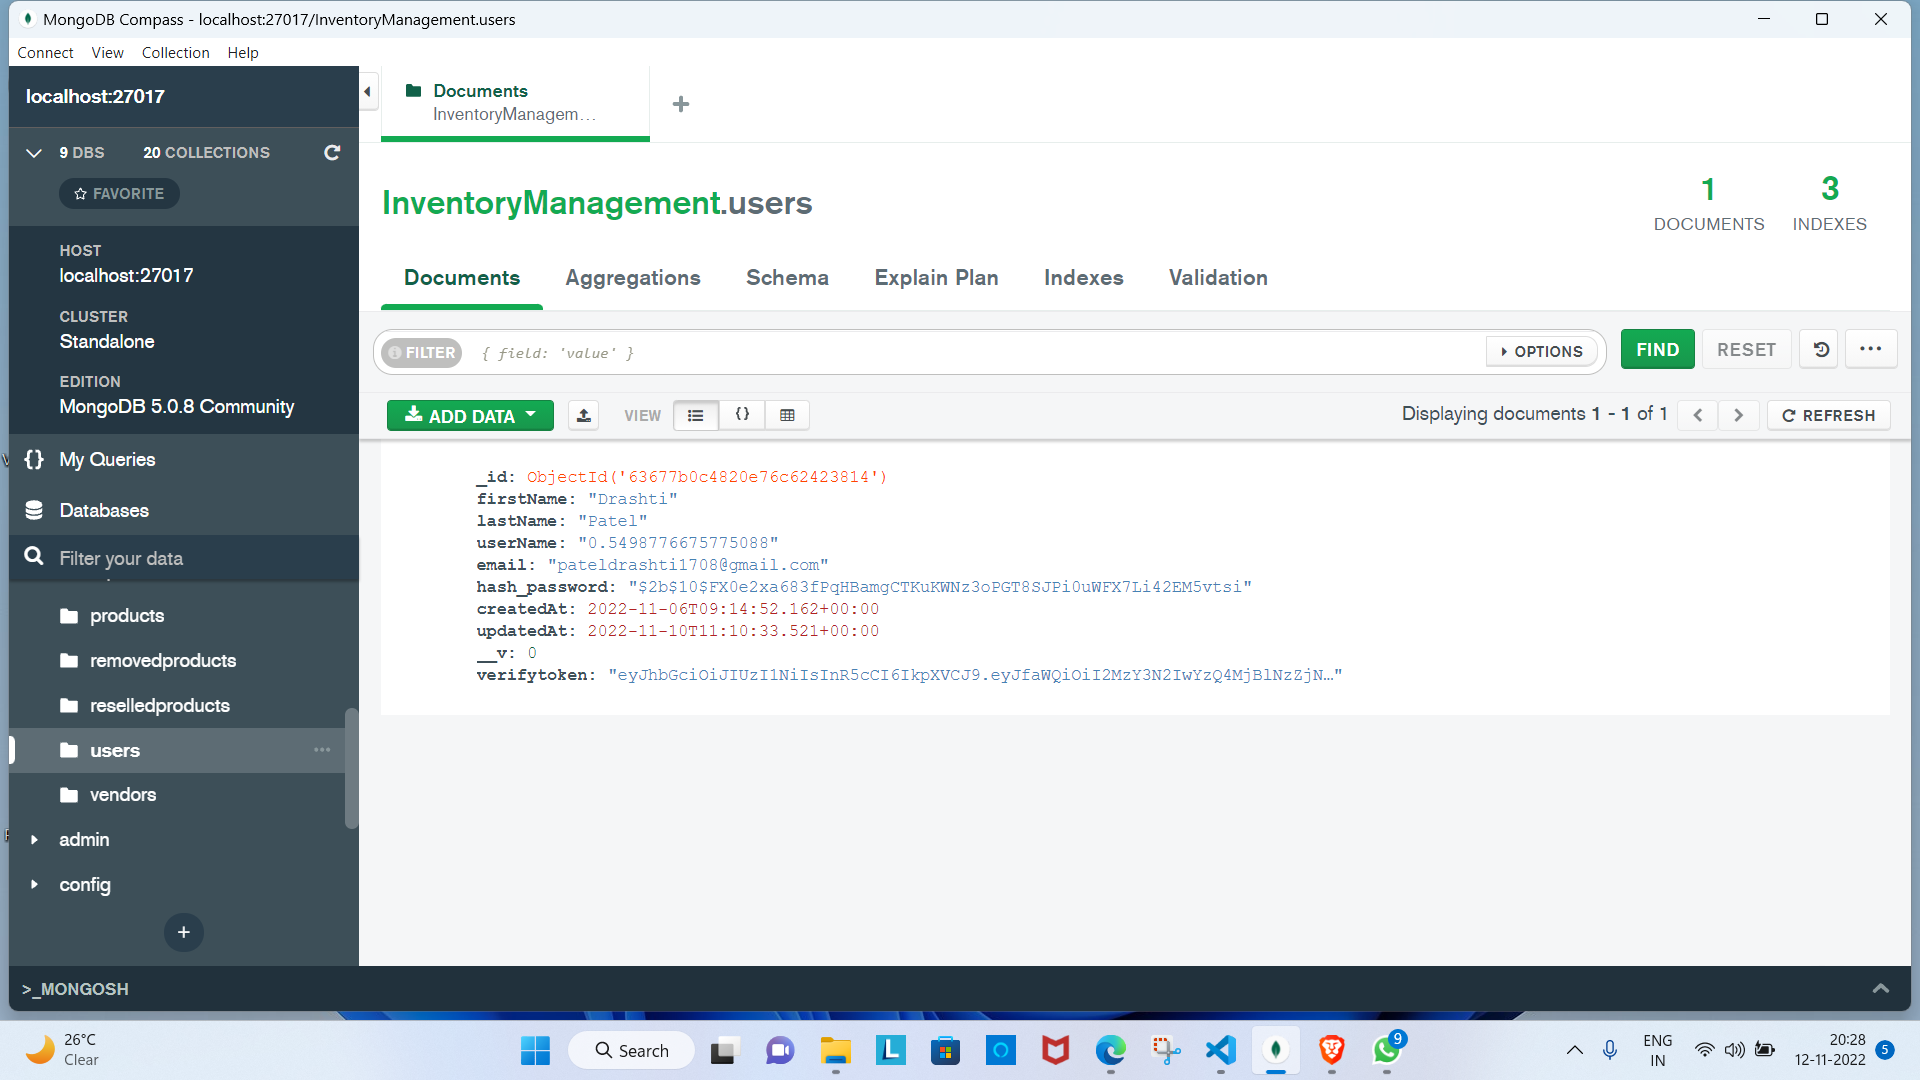 MongoDB Compass - localhost:27017/InventoryManagement.users
Connect View Collection Help
localhost:27017
9 DBS 20 COLLECTIONS
FAVORITE
HOST
localhost:27017
CLUSTER
Standalone
EDITION
MongoDB 5.0.8 Community
My Queries
Databases
Filter your data
products
removedproducts
reselledproducts
users
vendors
admin
config
>_MONGOSH
Documents
InventoryManagem...
InventoryManagement.users
1
DOCUMENTS
3
INDEXES
Documents Aggregations Schema Explain Plan Indexes Validation
FILTER { field: 'value' } OPTIONS FIND RESET
ADD DATA VIEW Displaying documents 1 - 1 of 1 REFRESH
_id: ObjectId('63677b0c4820e76c62423814')
firstName: "Drashti"
lastName: "Patel"
userName: "0.5498776675775088"
email: "pateldrashti1708@gmail.com"
hash_password: "$2b$10$FX0e2xa683fPqHBamgCTKuKWNz3oPGT8SJPi0uWFX7Li42EM5vtsi"
createdAt: 2022-11-06T09:14:52.162+00:00
updatedAt: 2022-11-10T11:10:33.521+00:00
__v: 0
verifytoken: "eyJhbGciOiJIUzI1NiIsInR5cCI6IkpXVCJ9.eyJfaWQiOiI2MzY3N2IwYzQ4MjBlNzZjN…"
26°C
Clear
Search
9
ENG
IN
20:28
12-11-2022
5